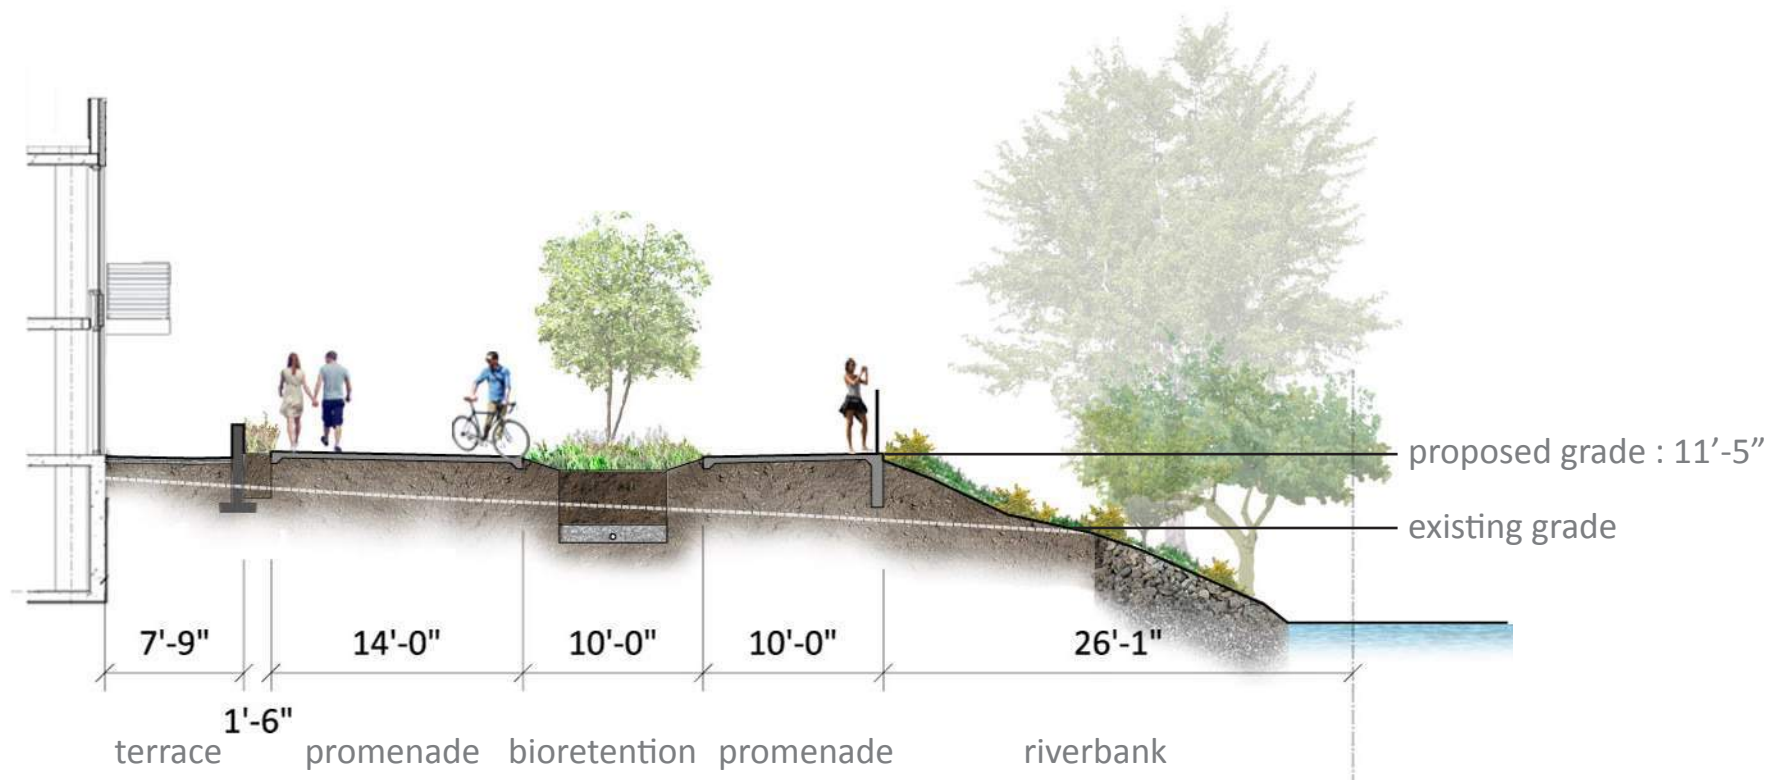 proposed grade : 11’-5”
existing grade
7'-9"
14'-0"
10'-0"
10'-0"
26'-1"
1'-6"
terrace
promenade
bioretention
promenade
riverbank